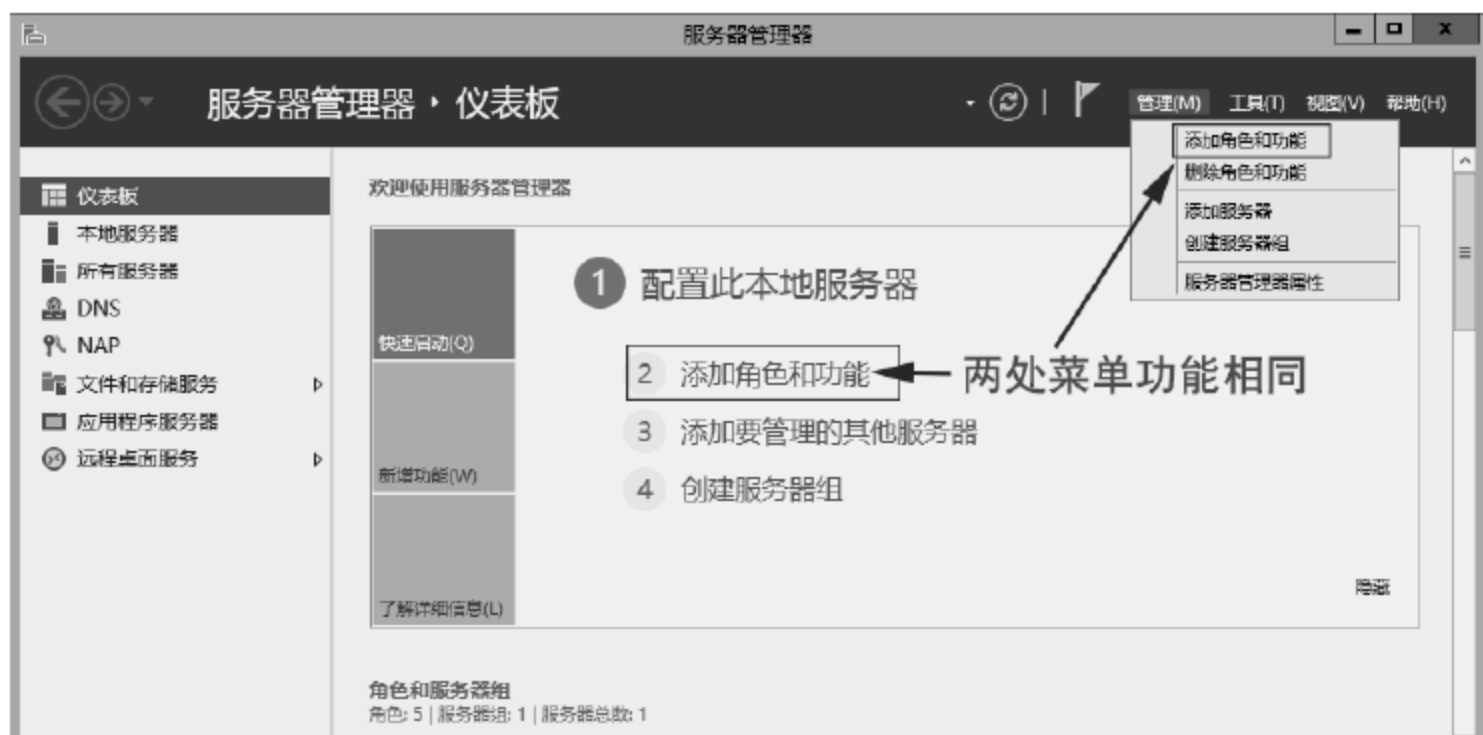 服务器管理器
服务器管理器 · 仪表板
管理(M) 工具(T) 视图(V) 帮助(H)
添加角色和功能
删除角色和功能
添加服务器
创建服务器组
服务器管理器属性
仪表板
本地服务器
所有服务器
DNS
NAP
文件和存储服务
应用程序服务器
远程桌面服务
欢迎使用服务器管理器
快速启动(Q)
新增功能(W)
了解详细信息(L)
1 配置此本地服务器
2 添加角色和功能
两处菜单功能相同
3 添加要管理的其他服务器
4 创建服务器组
隐藏
角色和服务器组
角色: 5 | 服务器组: 1 | 服务器总数: 1